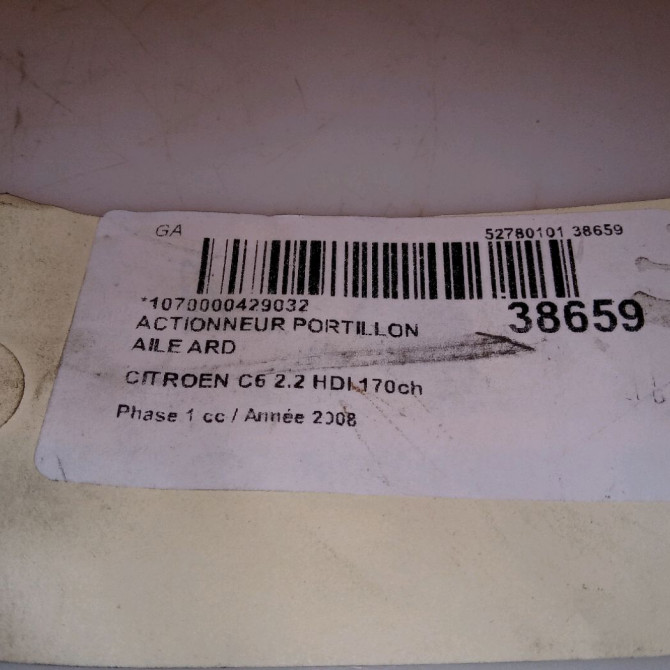 GA
52780101 38659
*1070000429032
38659
ACTIONNEUR PORTILLON
AILE ARD
CITROEN C6 2.2 HDI 170ch
Phase 1 cc / Année 2008